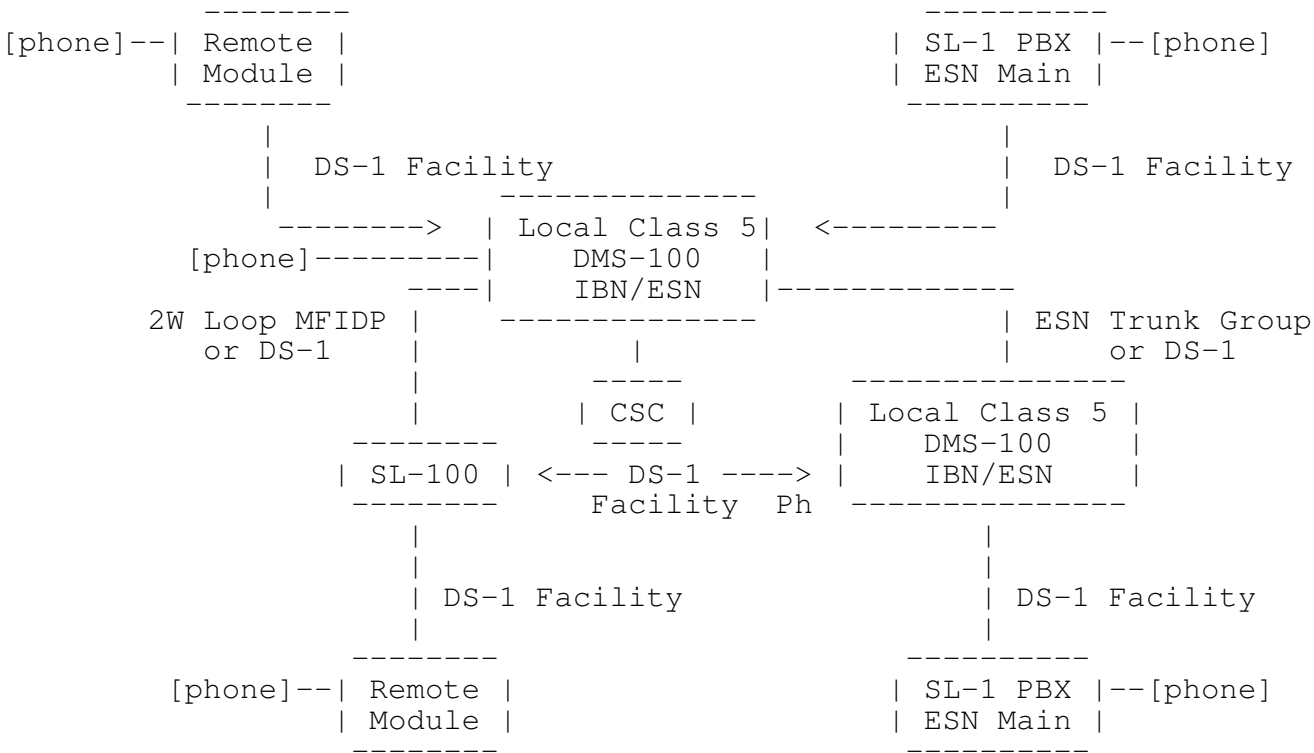 [phone]--| Remote | | SL-1 PBX |--[phone]
| Module | | ESN Main |
| DS-1 Facility | DS-1 Facility
--------> | Local Class 5| <---------
[phone]---------| DMS-100 |
----| IBN/ESN |-------------
2W Loop MFIDP | -------------- | ESN Trunk Group
or DS-1 | | | or DS-1
| CSC | | Local Class 5 |
-------- ----- | DMS-100 |
| SL-100 | <--- DS-1 ----> | IBN/ESN |
-------- Facility Ph ---------------
| DS-1 Facility | DS-1 Facility
[phone]--| Remote | | SL-1 PBX |--[phone]
| Module | | ESN Main |